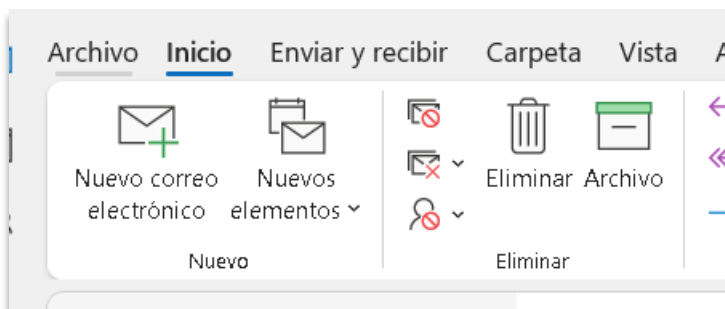 Archivo Inicio Enviar y recibir Carpeta Vista
Nuevo correo electrónico
Nuevos elementos
Eliminar
Archivo
Nuevo
Eliminar